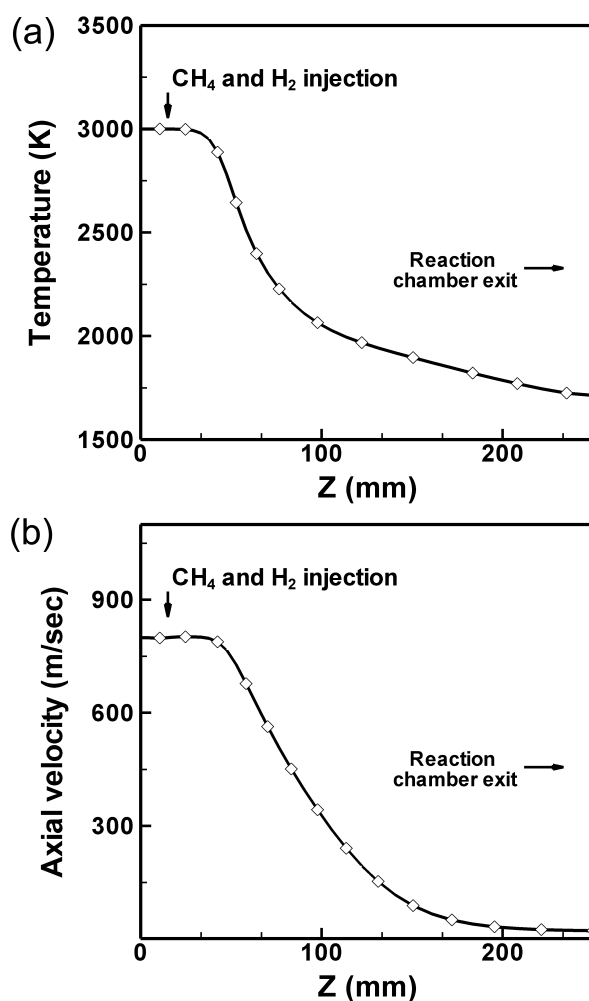 (a)
3500
CH₄ and H₂ injection
3000
Temperature (K)
2500
Reaction
chamber exit
2000
1500
0
100
200
Z (mm)
(b)
CH₄ and H₂ injection
900
Axial velocity (m/sec)
600
Reaction
chamber exit
300
0
100
200
Z (mm)